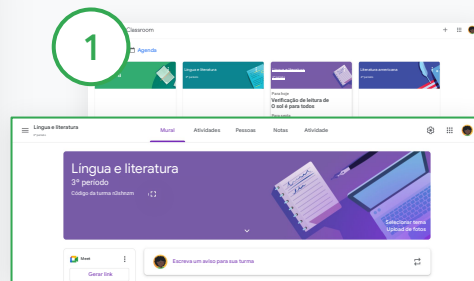 1
Classroom
Agenda
Língua e literatura
Literatura americana
Para hoje
Verificação de leitura de
O sol é para todos
Língua e literatura
Mural
Atividades
Pessoas
Notas
Atividade
Língua e literatura
3º período
Código da turma
Selecionar tema
Upload de fotos
Meet
Gerar link
Escreva um aviso para sua turma